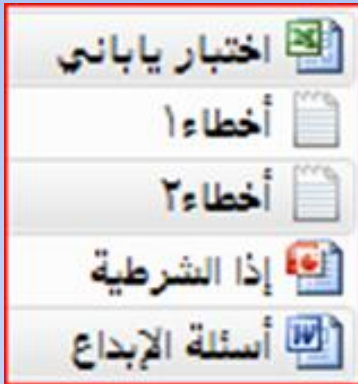 اختبار ياباني
أخطاء١
أخطاء٢
إذا الشرطية
أسئلة الإبداع